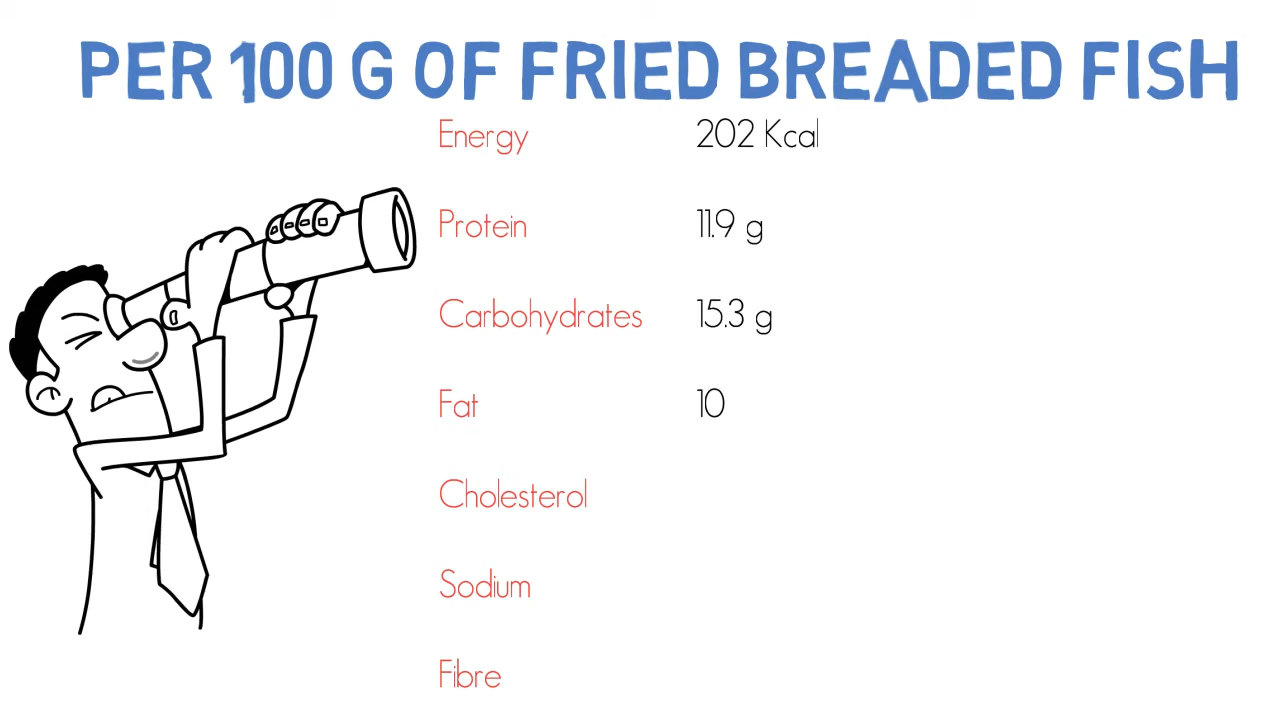 PER 100 G OF FRIED BREADED FISH
Energy 202 Kcal
Protein 11.9 g
Carbohydrates 15.3 g
Fat 10
Cholesterol
Sodium
Fibre